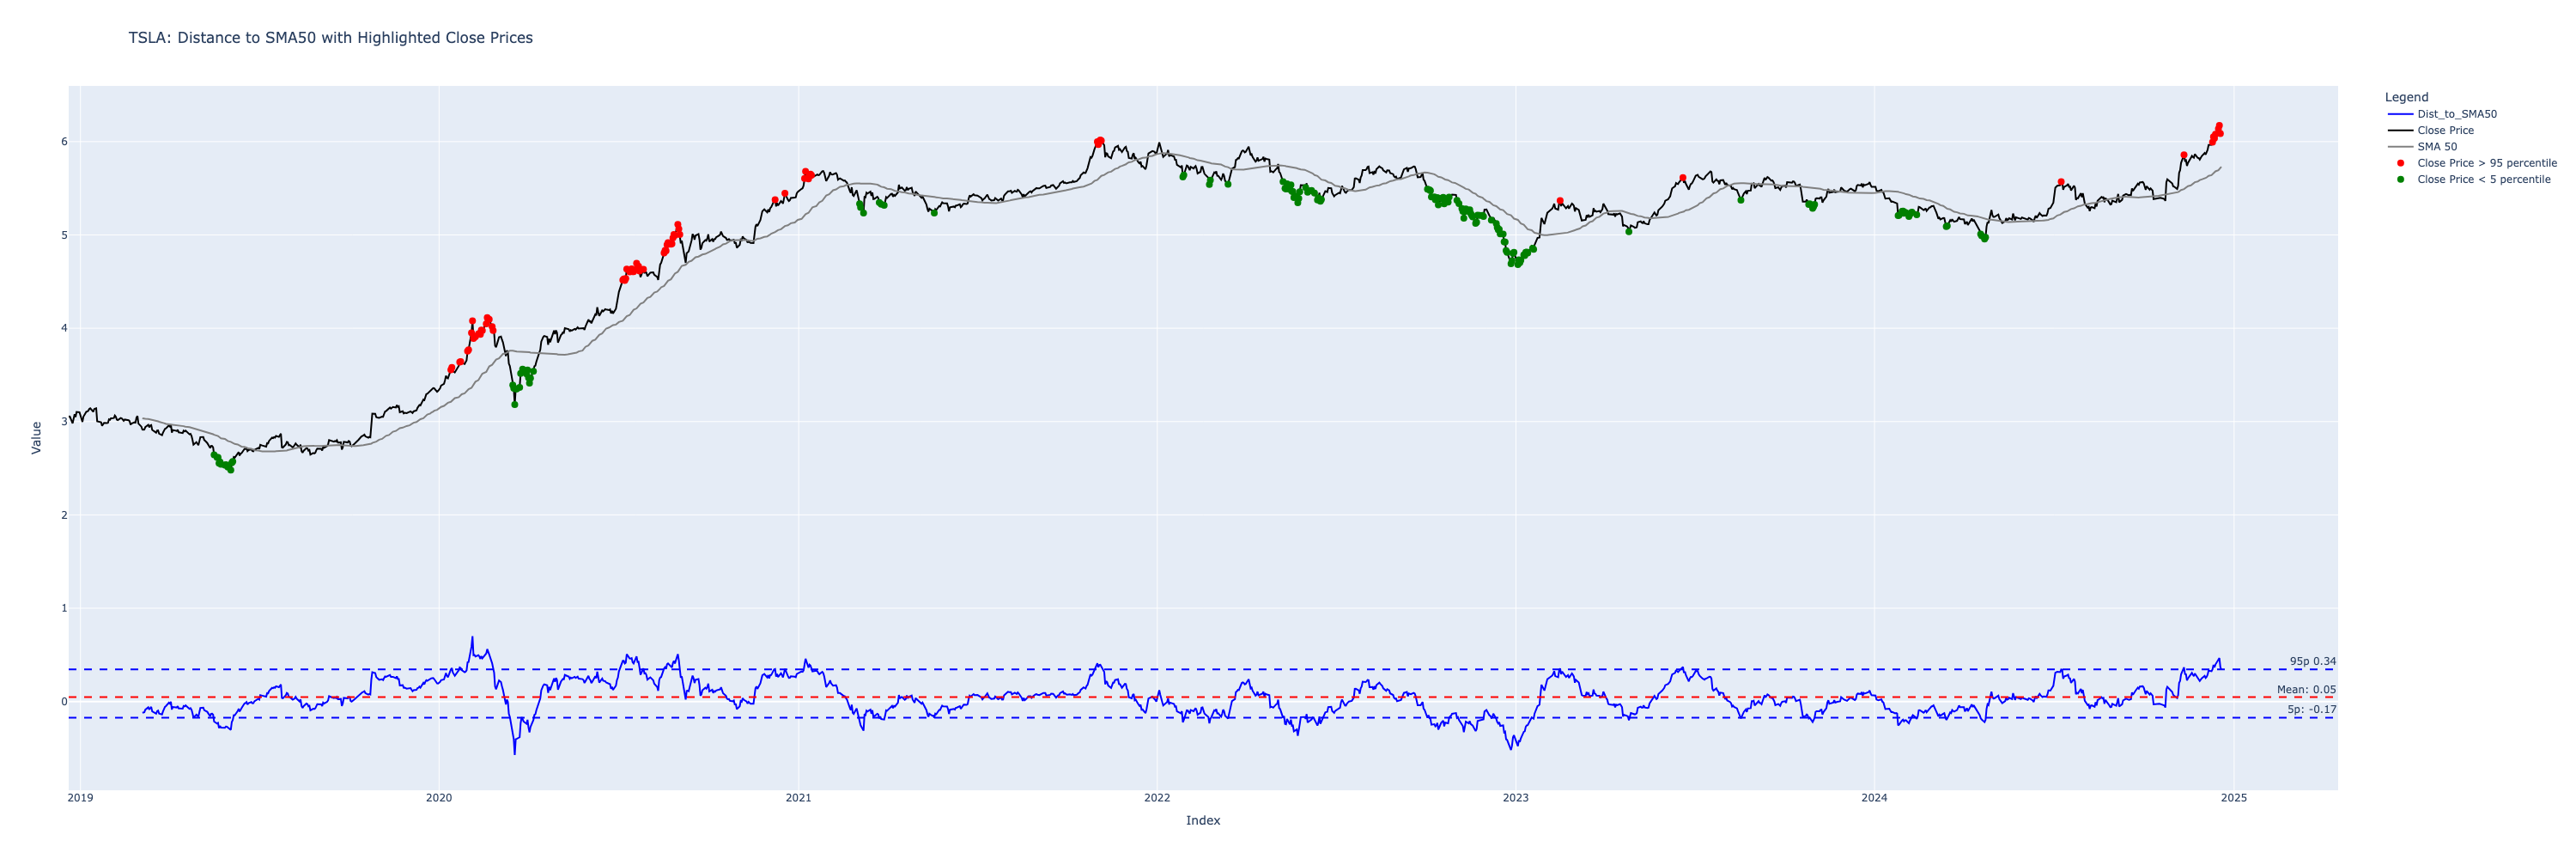 TSLA: Distance to SMA50 with Highlighted Close Prices
Legend
Dist_to_SMA50
Close Price
SMA 50
Close Price > 95 percentile
Close Price < 5 percentile
Value
6
5
4
3
2
1
0
95p 0.34
Mean: 0.05
5p: -0.17
2019 2020 2021 2022 2023 2024 2025
Index